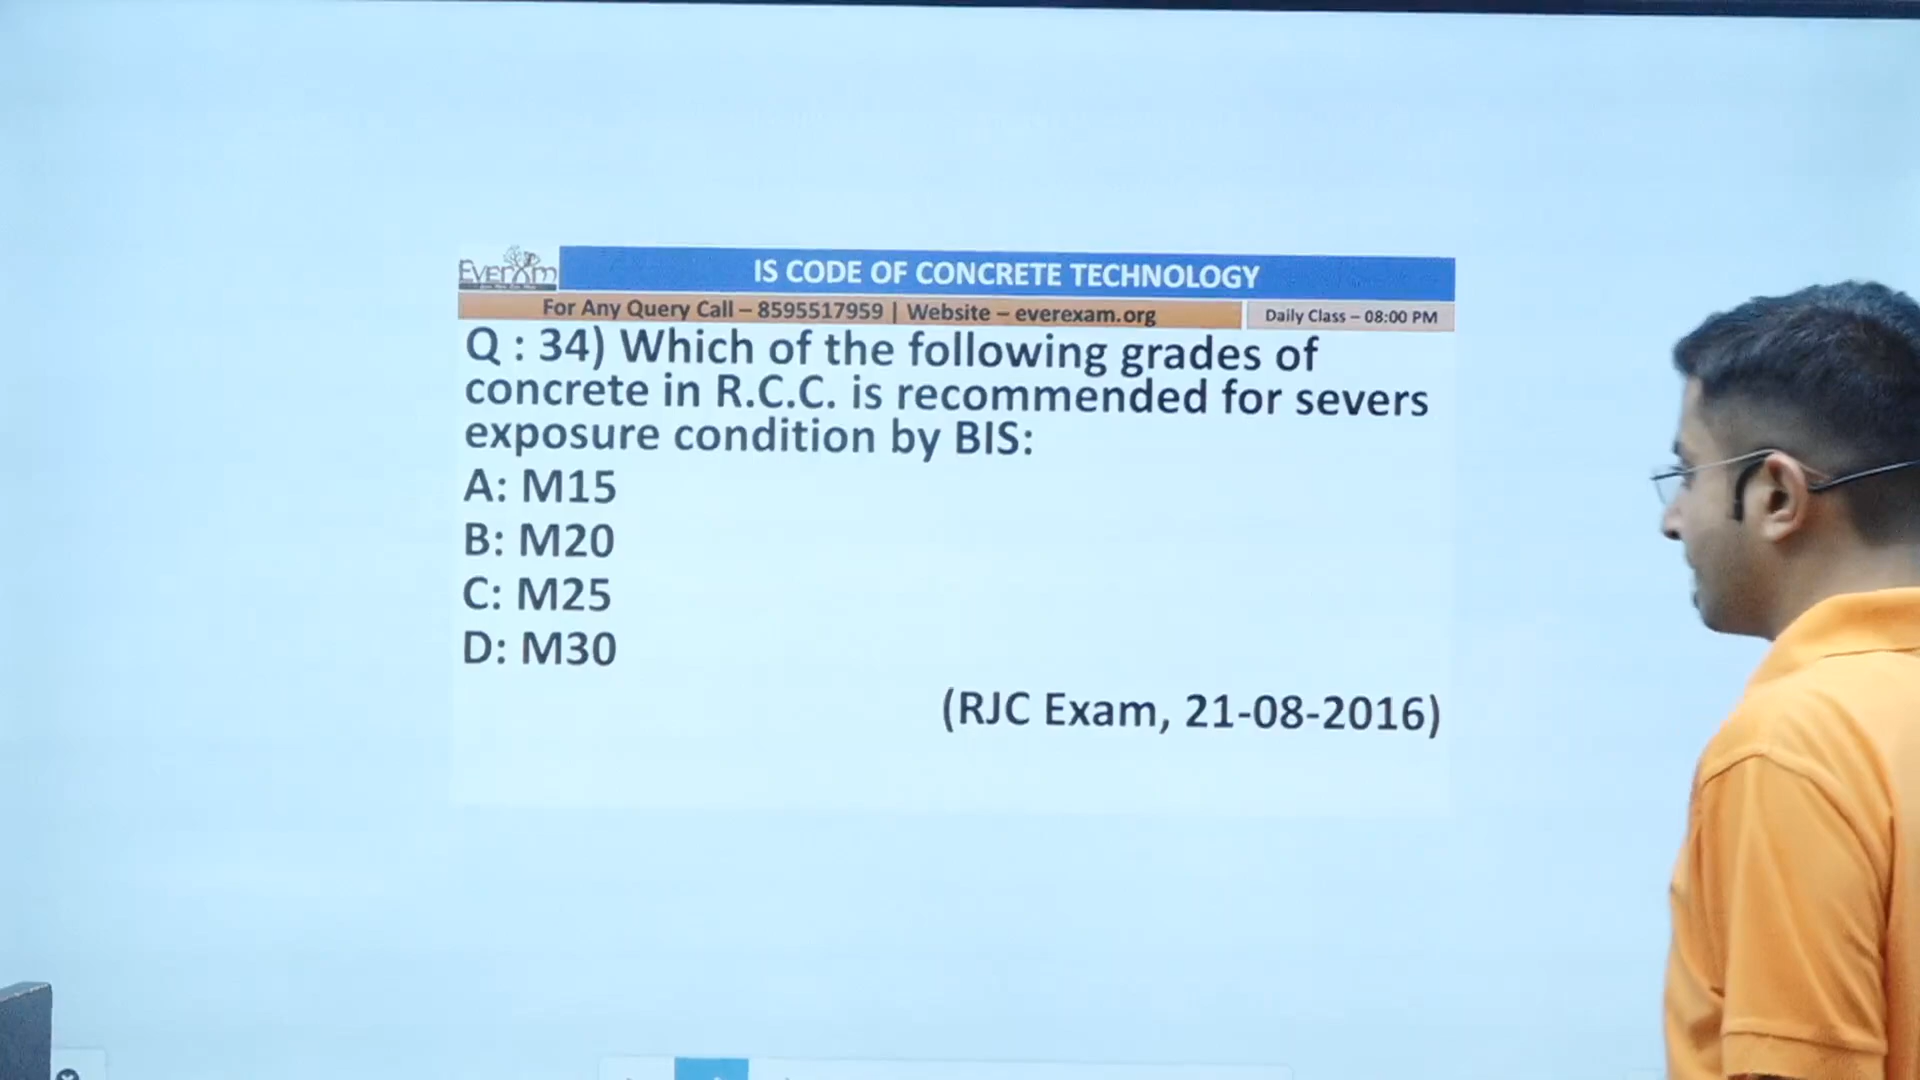 Everexam
IS CODE OF CONCRETE TECHNOLOGY
For Any Query Call – 8595517959 | Website – everexam.org
Daily Class – 08:00 PM
Q : 34) Which of the following grades of
concrete in R.C.C. is recommended for severs
exposure condition by BIS:
A: M15
B: M20
C: M25
D: M30
(RJC Exam, 21-08-2016)